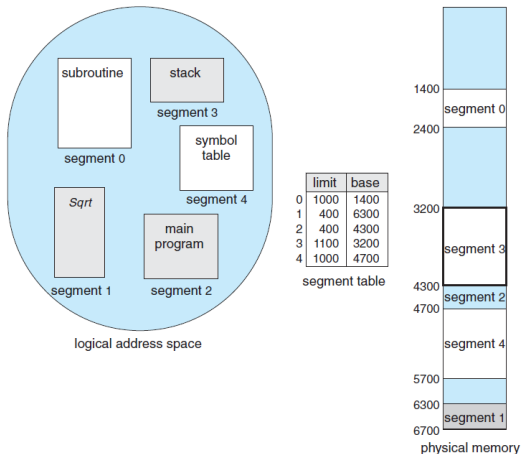 subroutine
segment 0
stack
segment 3
symbol
table
segment 4
Sqrt
segment 1
main
program
segment 2
logical address space
limit base
0 1000 1400
1 400 6300
2 400 4300
3 1100 3200
4 1000 4700
segment table
1400
segment 0
2400
3200
segment 3
4300
segment 2
4700
segment 4
5700
6300
segment 1
6700
physical memory